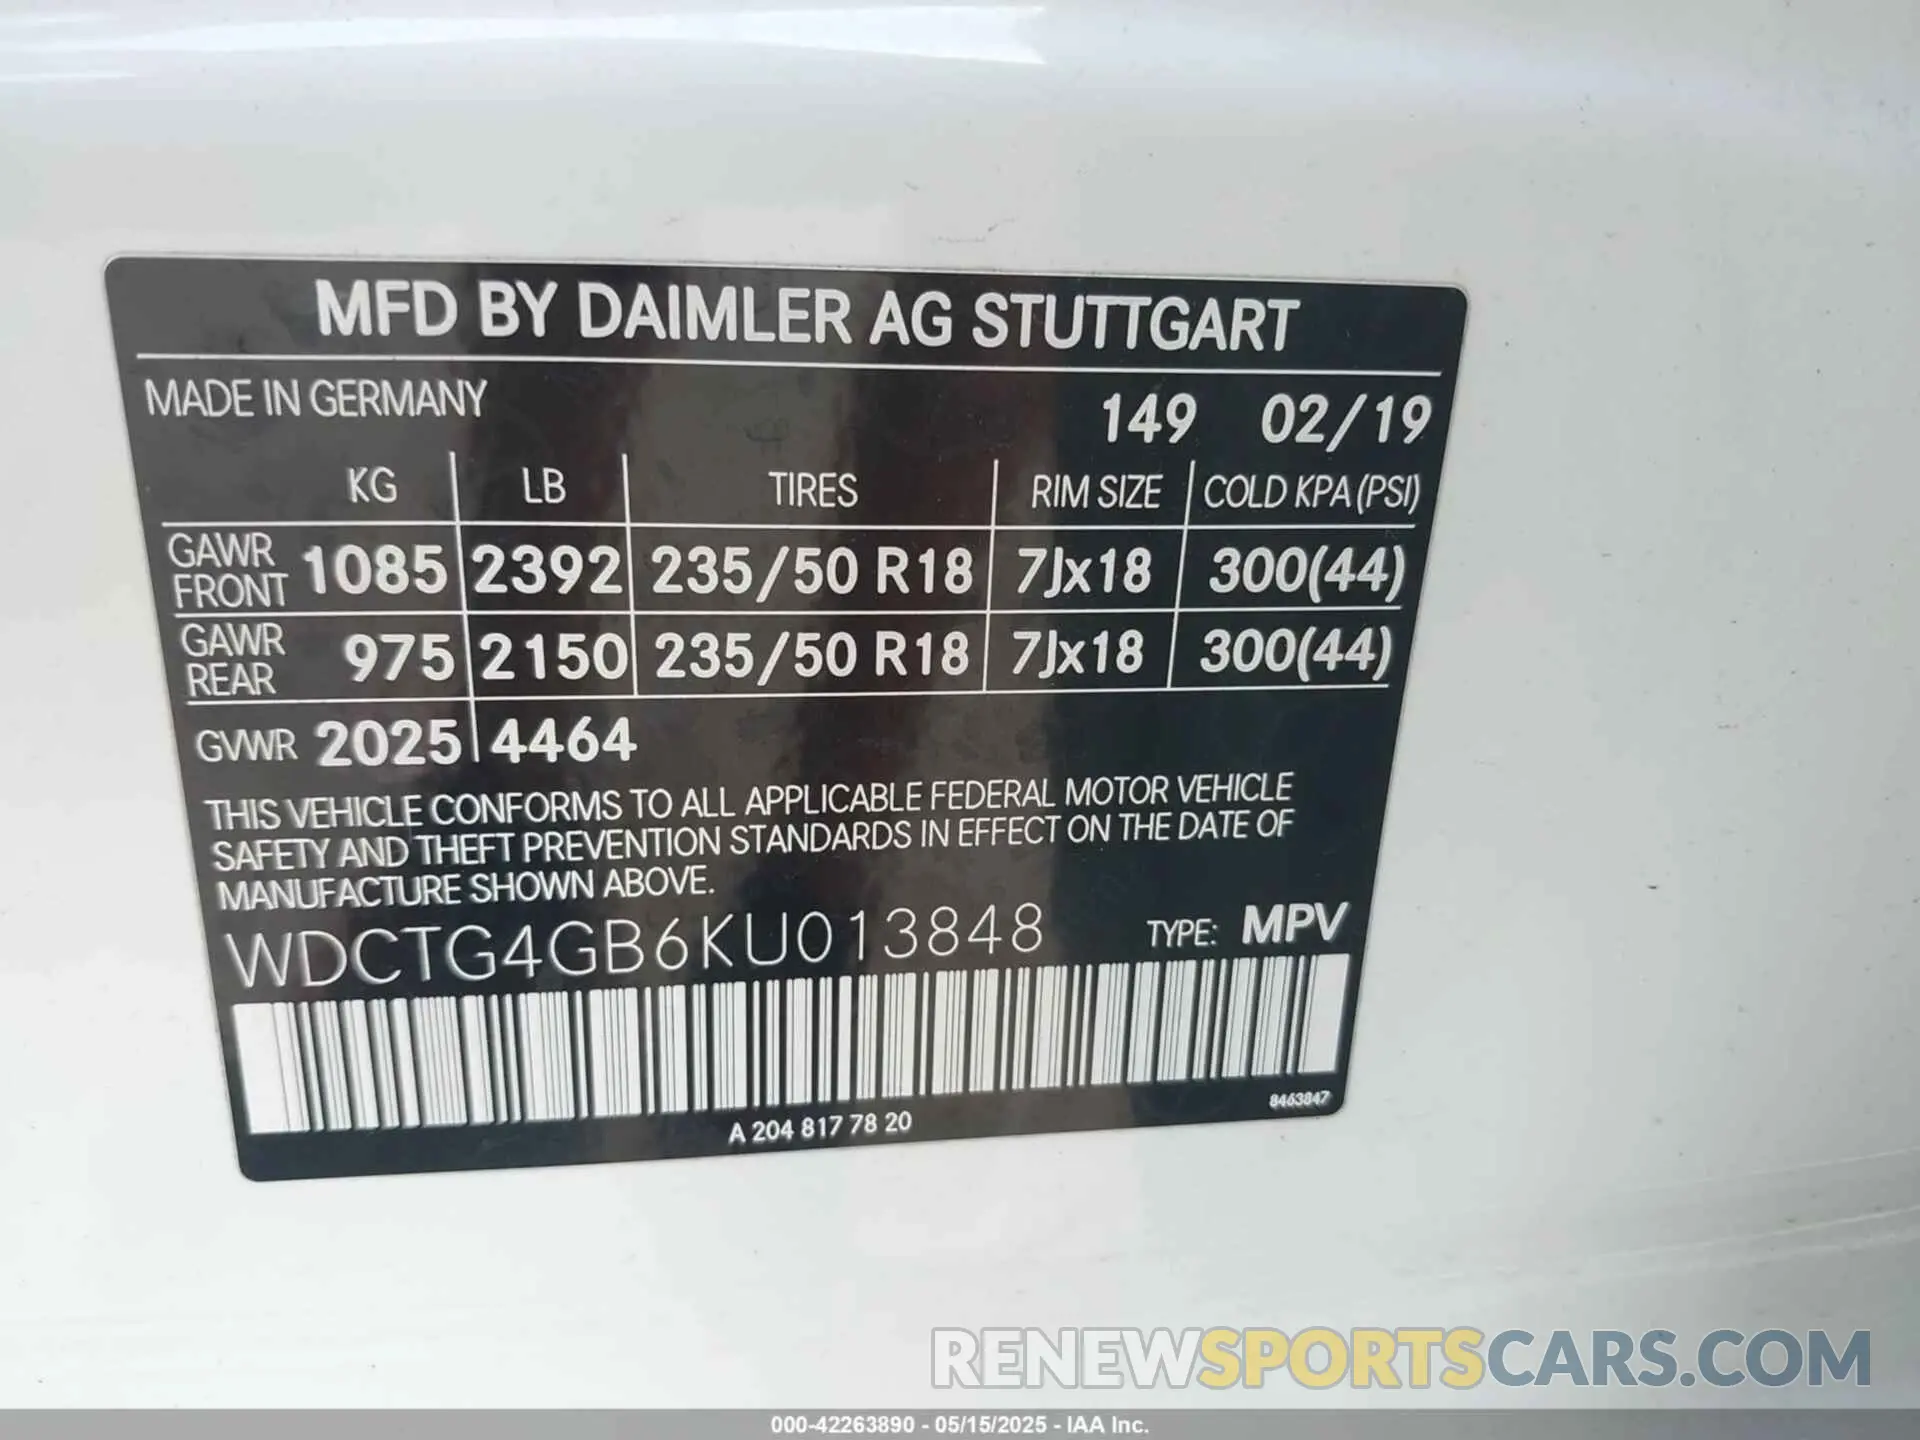 MFD BY DAIMLER AG STUTTGART
MADE IN GERMANY 149 02/19
KG LB TIRES RIM SIZE COLD KPA (PSI)
GAWR FRONT 1085 2392 235/50 R18 7Jx18 300(44)
GAWR REAR 975 2150 235/50 R18 7Jx18 300(44)
GVWR 2025 4464
THIS VEHICLE CONFORMS TO ALL APPLICABLE FEDERAL MOTOR VEHICLE
SAFETY AND THEFT PREVENTION STANDARDS IN EFFECT ON THE DATE OF
MANUFACTURE SHOWN ABOVE.
WDCTG4GB6KU013848 TYPE: MPV
8463847
A 204 817 78 20
RENEWSPORTSCARS.COM
000-42263890 - 05/15/2025 - IAA Inc.